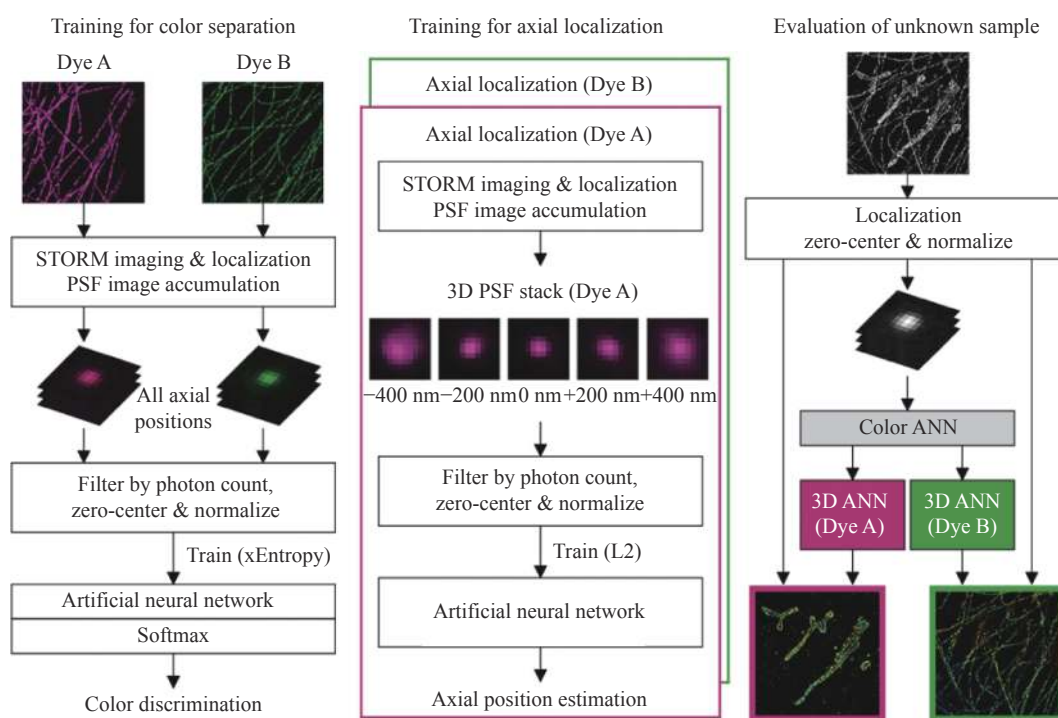 Training for color separation
Dye A
Dye B
STORM imaging & localization
PSF image accumulation
All axial
positions
Filter by photon count,
zero-center & normalize
Train (xEntropy)
Artificial neural network
Softmax
Color discrimination
Training for axial localization
Axial localization (Dye B)
Axial localization (Dye A)
STORM imaging & localization
PSF image accumulation
3D PSF stack (Dye A)
−400 nm −200 nm 0 nm +200 nm +400 nm
Filter by photon count,
zero-center & normalize
Train (L2)
Artificial neural network
Axial position estimation
Evaluation of unknown sample
Localization
zero-center & normalize
Color ANN
3D ANN
(Dye A)
3D ANN
(Dye B)